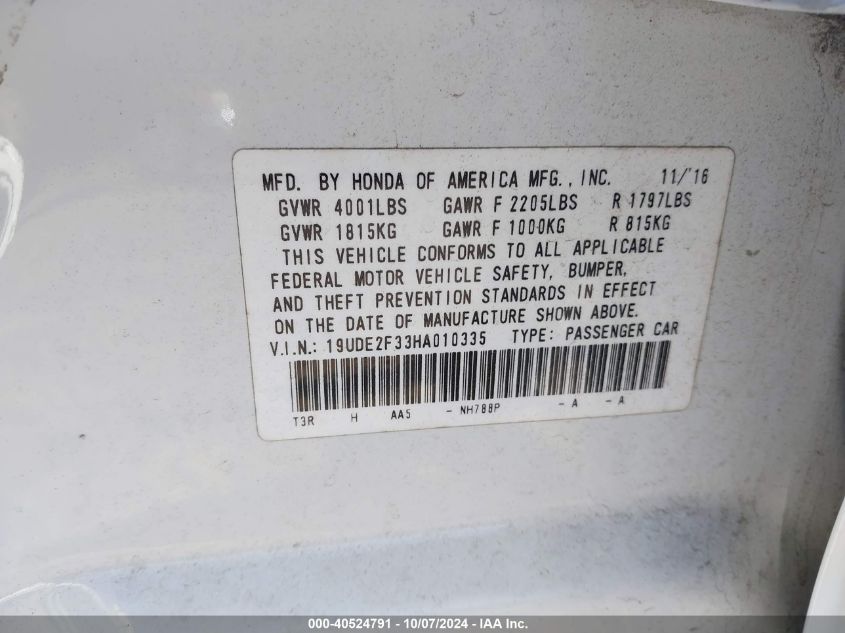 MFD. BY HONDA OF AMERICA MFG., INC. 11/'16
GVWR 4001LBS GAWR F 2205LBS R 1797LBS
GVWR 1815KG GAWR F 1000KG R 815KG
THIS VEHICLE CONFORMS TO ALL APPLICABLE
FEDERAL MOTOR VEHICLE SAFETY, BUMPER,
AND THEFT PREVENTION STANDARDS IN EFFECT
ON THE DATE OF MANUFACTURE SHOWN ABOVE.
V.I.N.: 19UDE2F33HA010335 TYPE: PASSENGER CAR
T3R H AA5 - NH788P - A - A
000-40524791 - 10/07/2024 - IAA Inc.